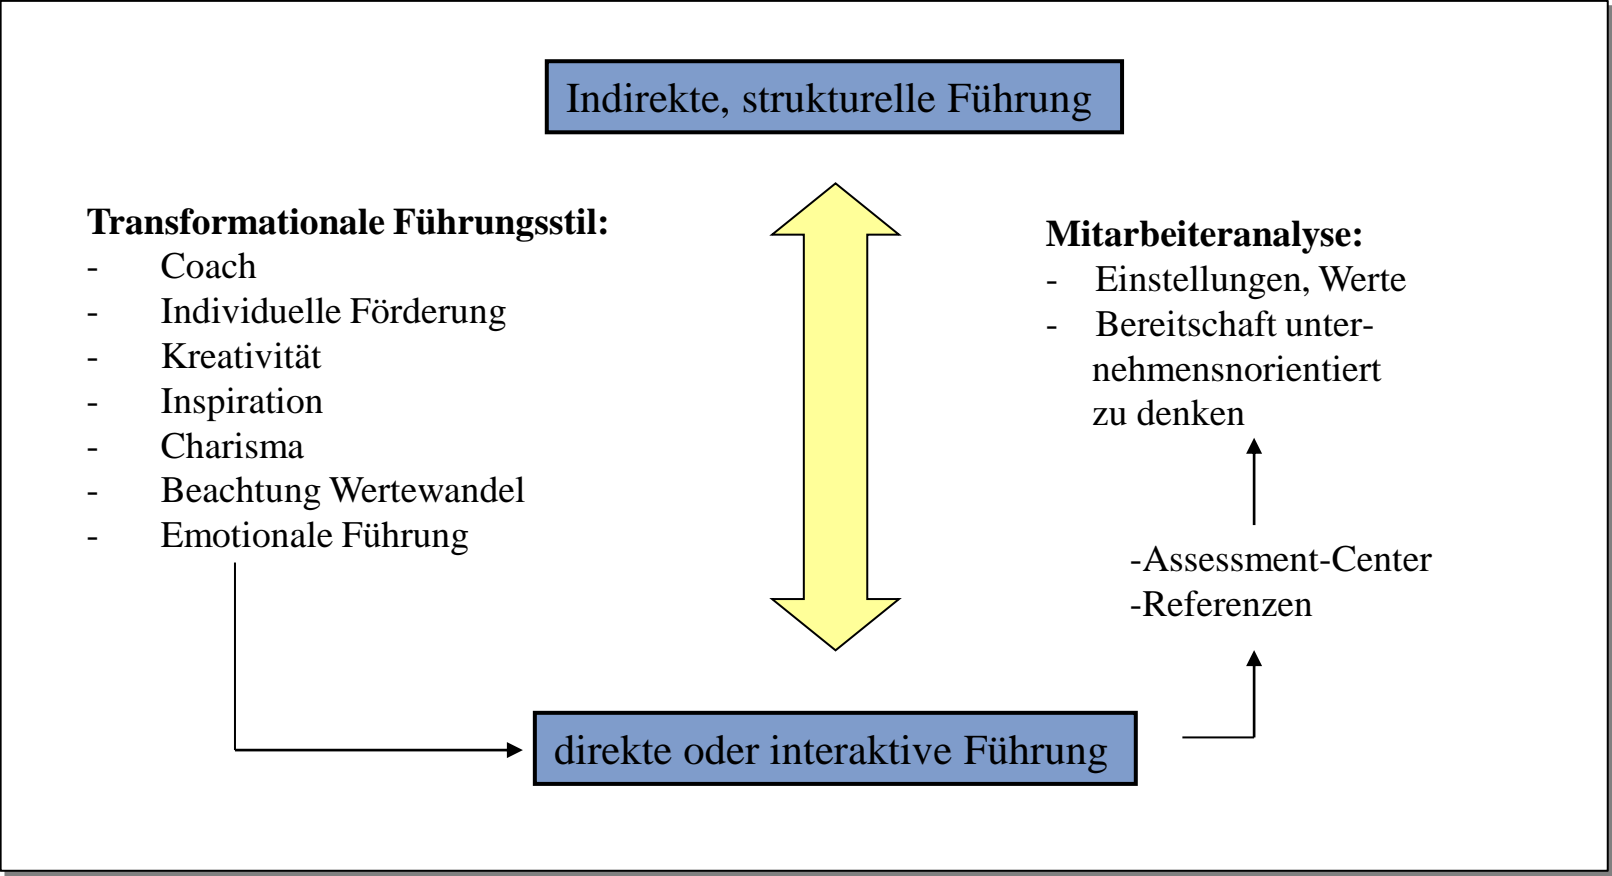 Indirekte, strukturelle Führung
Transformationale Führungsstil:
- Coach
- Individuelle Förderung
- Kreativität
- Inspiration
- Charisma
- Beachtung Wertewandel
- Emotionale Führung
Mitarbeiteranalyse:
- Einstellungen, Werte
- Bereitschaft unter-
nehmensnorientiert
zu denken
-Assessment-Center
-Referenzen
direkte oder interaktive Führung